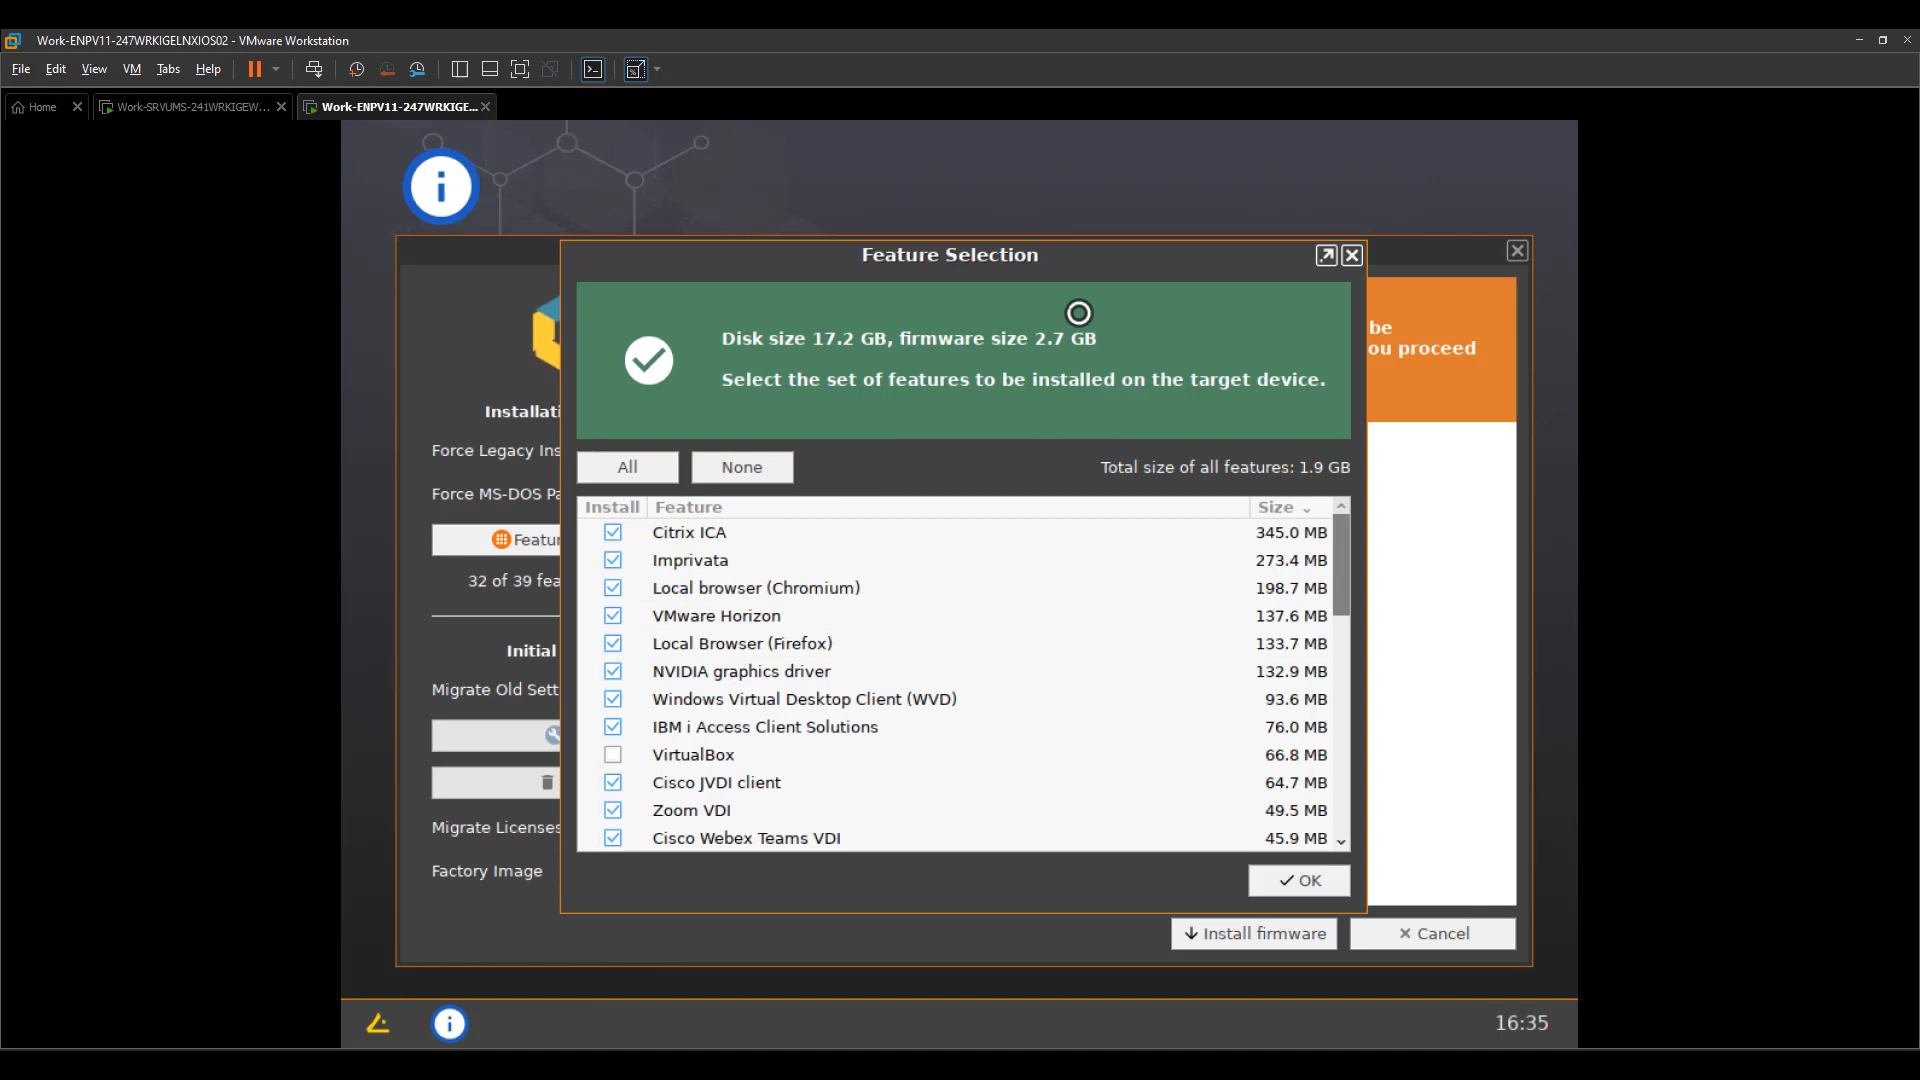 Work-ENPV11-247WRKIGELNXIOS02 - VMware Workstation
File Edit View VM Tabs Help
Home Work-SRVUMS-241WRKIGEW... Work-ENPV11-247WRKIGE...
Feature Selection
be
Disk size 17.2 GB, firmware size 2.7 GB
ou proceed
Select the set of features to be installed on the target device.
Installati
Force Legacy Ins
All None Total size of all features: 1.9 GB
Force MS-DOS Pa
Install Feature Size
Citrix ICA 345.0 MB
Featur
Imprivata 273.4 MB
32 of 39 fea
Local browser (Chromium) 198.7 MB
VMware Horizon 137.6 MB
Local Browser (Firefox) 133.7 MB
Initial
NVIDIA graphics driver 132.9 MB
Migrate Old Sett
Windows Virtual Desktop Client (WVD) 93.6 MB
IBM i Access Client Solutions 76.0 MB
VirtualBox 66.8 MB
Cisco JVDI client 64.7 MB
Zoom VDI 49.5 MB
Migrate Licenses
Cisco Webex Teams VDI 45.9 MB
Factory Image
OK
Install firmware Cancel
16:35